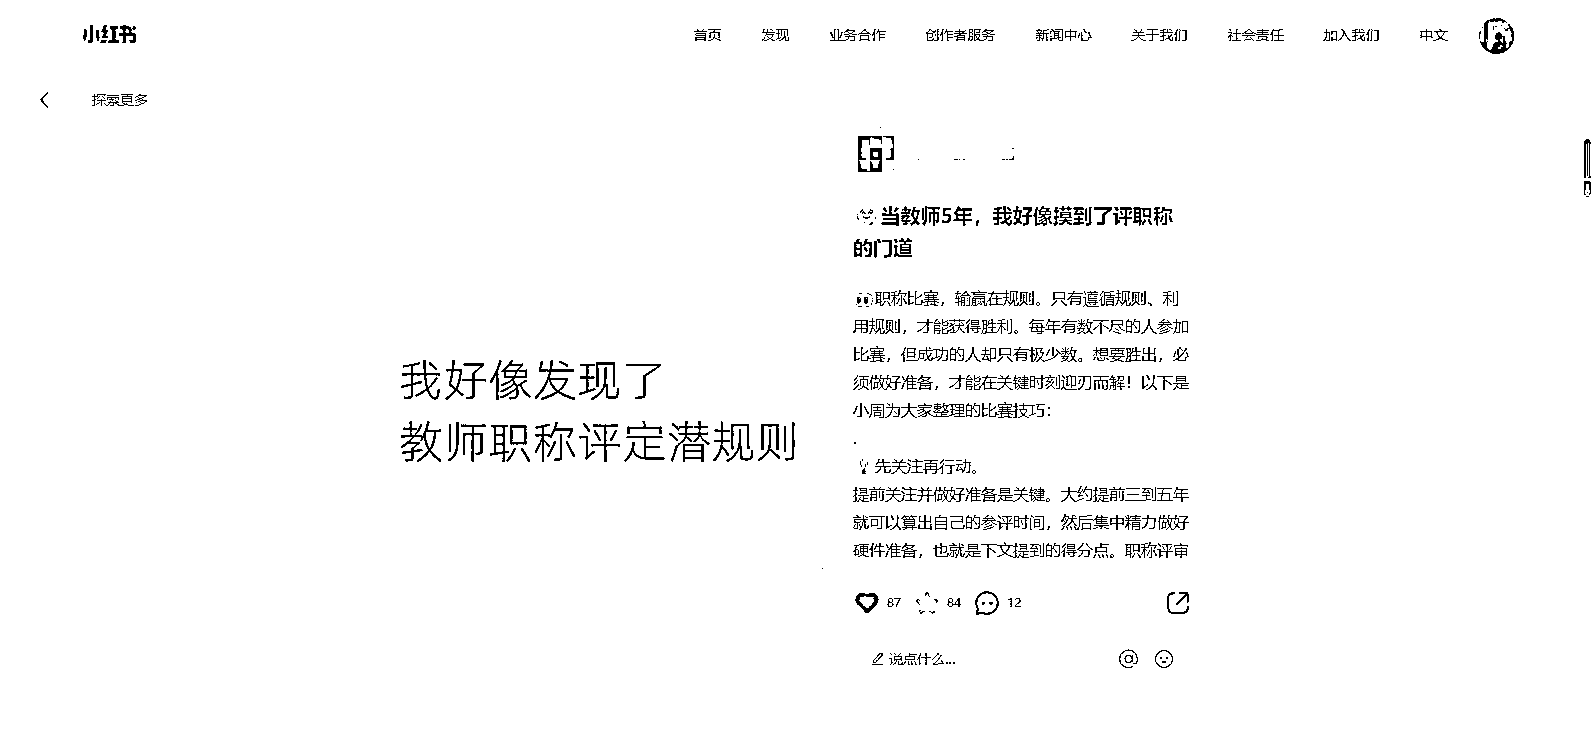 小红书
首页 发现 业务合作 创作者服务 新闻中心 关于我们 社会责任 加入我们 中文
探索更多
我好像发现了
教师职称评定潜规则
当教师5年，我好像摸到了评职称
的门道
职称比赛，输赢在规则。只有遵循规则、利
用规则，才能获得胜利。每年有数不尽的人参加
比赛，但成功的人却只有极少数。想要胜出，必
须做好准备，才能在关键时刻迎刃而解！以下是
小周为大家整理的比赛技巧：
.
先关注再行动。
提前关注并做好准备是关键。大约提前三到五年
就可以算出自己的参评时间，然后集中精力做好
硬件准备，也就是下文提到的得分点。职称评审
87 84 12
说点什么...